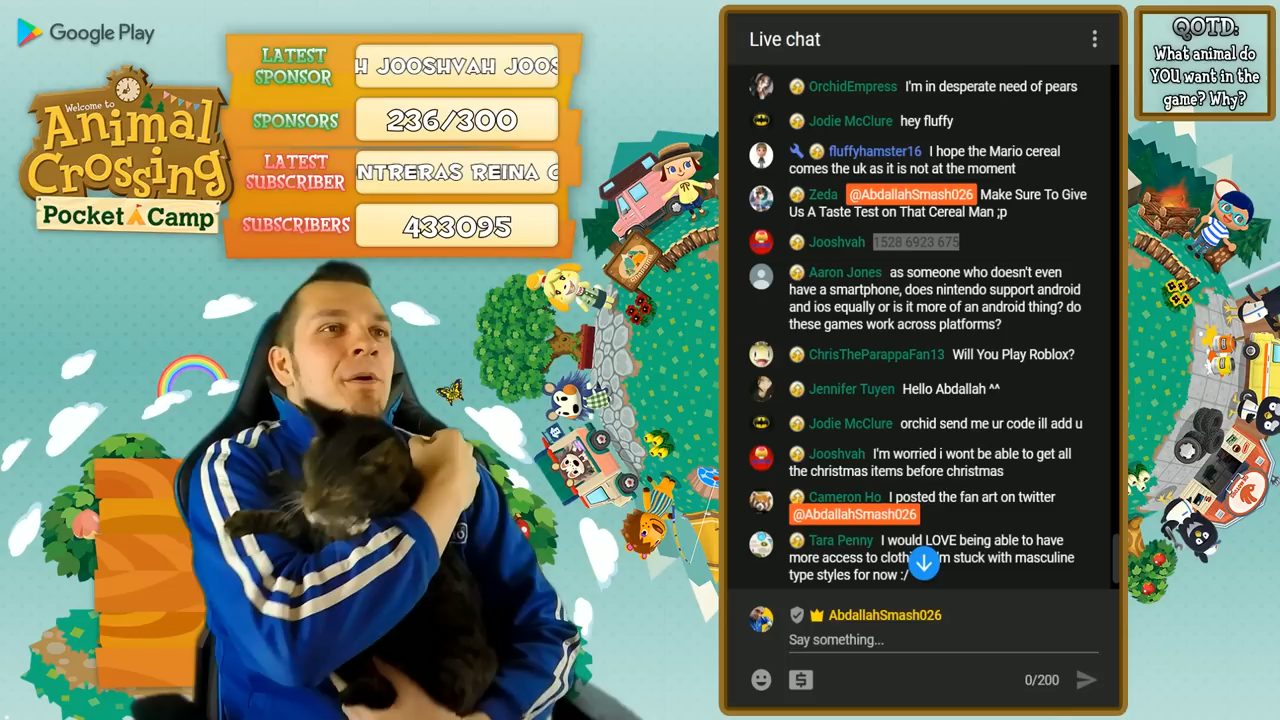 Google Play
Welcome to
Animal
Crossing
Pocket Camp
LATEST
SPONSOR
H JOOSHVAH JOOS
SPONSORS
236/300
LATEST
SUBSCRIBER
NTRERAS REINA C
SUBSCRIBERS
433095
Live chat
OrchidEmpress I'm in desperate need of pears
Jodie McClure hey fluffy
fluffyhamster16 I hope the Mario cereal
comes the uk as it is not at the moment
Zeda @AbdallahSmash026 Make Sure To Give
Us A Taste Test on That Cereal Man ;p
Jooshvah 1528 6923 675
Aaron Jones as someone who doesn't even
have a smartphone, does nintendo support android
and ios equally or is it more of an android thing? do
these games work across platforms?
ChrisTheParappaFan13 Will You Play Roblox?
Jennifer Tuyen Hello Abdallah ^^
Jodie McClure orchid send me ur code ill add u
Jooshvah I'm worried i wont be able to get all
the christmas items before christmas
Cameron Ho I posted the fan art on twitter
@AbdallahSmash026
Tara Penny I would LOVE being able to have
more access to stuck with masculine
type styles for now :/
AbdallahSmash026
Say something...
0/200
QOTD:
What animal do
YOU want in the
game? Why?